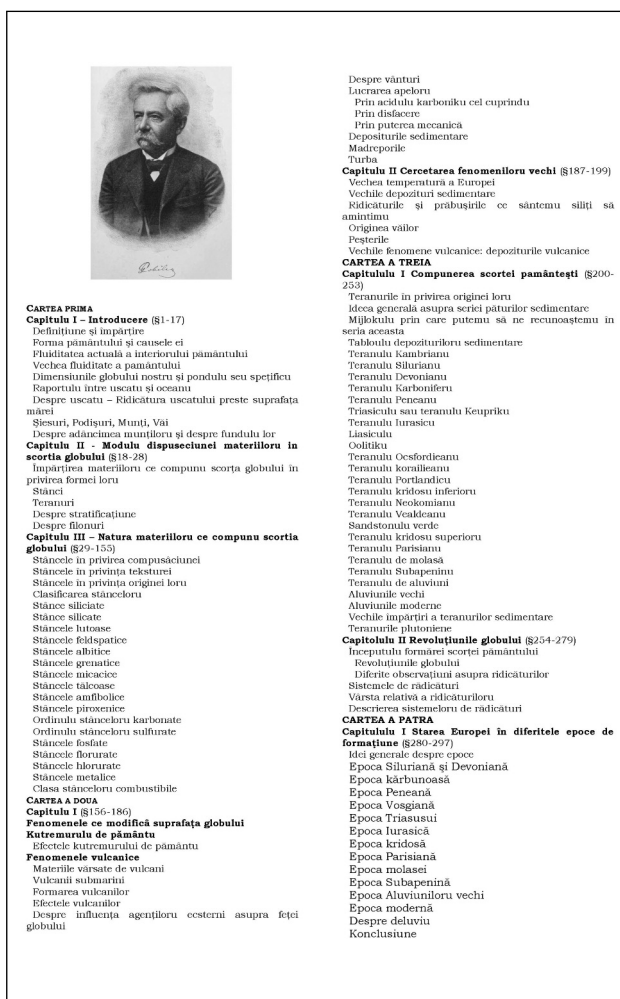 CARTEA PRIMA
Capitulu I – Introducere (§1-17)
Definițiune și impărțire
Forma pământului și causele ei
Fluiditatea actuală a interiorului pământului
Vechea fluiditate a pamântului
Dimensiunile globului nostru și pondulu seu spețificu
Raportulu între uscatu și oceanu
Despre uscatu – Ridicătura uscatului preste suprafața
mărei
Șiesuri, Podișuri, Munți, Văi
Despre adâncimea munțiloru și despre fundulu lor
Capitulu II - Modulu dispuseciunei materiiloru in
scortia globului (§18-28)
Împărțirea materiiloru ce compunu scorța globului în
privirea formei loru
Stânci
Teranuri
Despre stratificațiune
Despre filonuri
Capitulu III – Natura materiiloru ce compunu scortia
globului (§29-155)
Stâncele in privirea compusăciunei
Stâncele în privința teksturei
Stâncele în privința originei loru
Clasificarea stânceloru
Stânce siliciate
Stânce silicate
Stâncele lutoase
Stâncele feldspatice
Stâncele albitice
Stâncele grenatice
Stâncele micacice
Stâncele tălcoase
Stâncele amfibolice
Stâncele piroxenice
Ordinulu stânceloru karbonate
Ordinulu stânceloru sulfurate
Stâncele fosfate
Stâncele florurate
Stâncele hlorurate
Stâncele metalice
Clasa stânceloru combustibile
CARTEA A DOUA
Capitulu I (§156-186)
Fenomenele ce modifică suprafața globului
Kutremurulu de pământu
Efectele kutremurului de pământu
Fenomenele vulcanice
Materiile vărsate de vulcani
Vulcanii submarini
Formarea vulcanilor
Efectele vulcanilor
Despre influența agenților ecsterni asupra feței
globului
Despre vânturi
Lucrarea apeloru
Prin acidulu karboniku cel cuprindu
Prin disfacere
Prin puterea mecanică
Depositurile sedimentare
Madreporile
Turba
Capitulu II Cercetarea fenomeniloru vechi (§187-199)
Vechea temperatură a Europei
Vechile depozituri sedimentare
Ridicăturile și prăbușirile ce sântemu siliți să
amintimu
Originea văilor
Peșterile
Vechile fenomene vulcanice: depoziturile vulcanice
CARTEA A TREIA
Capitululu I Compunerea scortei pamântești (§200-
253)
Teranurile in privirea originei loru
Ideea generală asupra seriei păturilor sedimentare
Mijlokulu prin care putemu să ne recunoaștemu în
seria aceasta
Tabloulu depozituriloru sedimentare
Teranulu Kambrianu
Teranulu Silurianu
Teranulu Devonianu
Teranulu Karboniferu
Teranulu Peneanu
Triasiculu sau teranulu Keupriku
Teranulu Iurasicu
Liasiculu
Oolitiku
Teranulu Ocsfordieanu
Teranulu korailieanu
Teranulu Portlandicu
Teranulu kridosu inferioru
Teranulu Neokomianu
Teranulu Vealdeanu
Sandstonulu verde
Teranulu kridosu superioru
Teranulu Parisianu
Teranulu de molasă
Teranulu Subapeninu
Teranulu de aluviuni
Aluviunile vechi
Aluviunile moderne
Vechile împărțiri a teranurilor sedimentare
Teranurile plutoniene
Capitolulu II Revoluțiunile globului (§254-279)
Inceputulu formărei scorței pământului
Revoluțiunile globului
Diferite observațiuni asupra ridicăturilor
Sistemele de rădicături
Vârsta relativă a ridicăturiloru
Descrierea sistemeloru de rădicături
CARTEA A PATRA
Capitululu I Starea Europei în diferitele epoce de
formațiune (§280-297)
Idei generale despre epoce
Epoca Siluriană și Devoniană
Epoca kărbunoasă
Epoca Peneană
Epoca Vosgiană
Epoca Triasusui
Epoca Iurasică
Epoca kridosă
Epoca Parisiană
Epoca molasei
Epoca Subapenină
Epoca Aluviuniloru vechi
Epoca modernă
Despre deluviu
Konclusiune